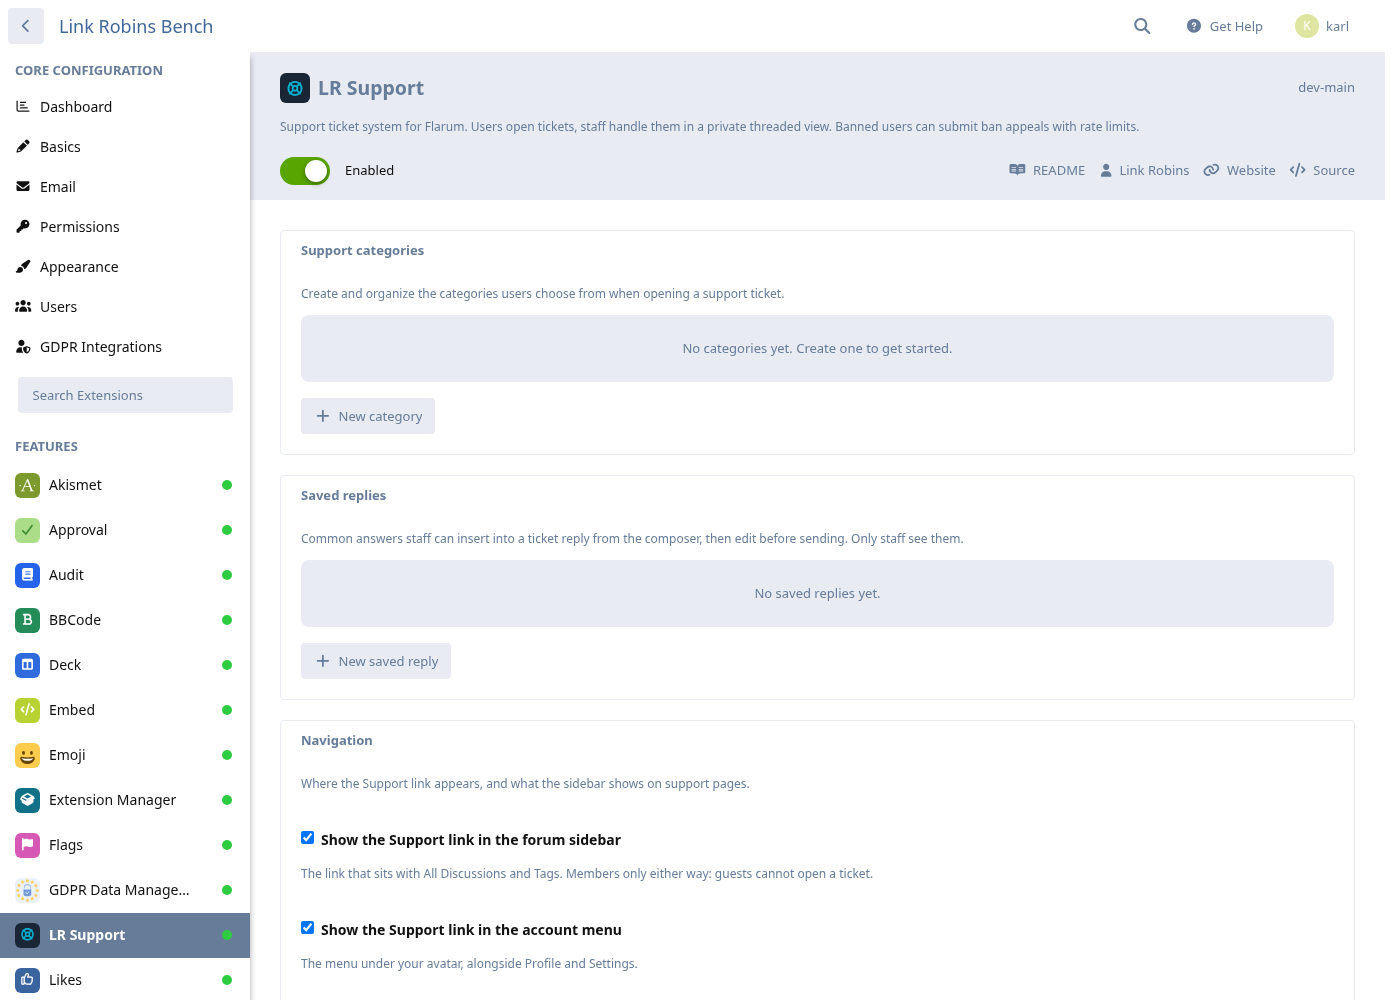 Link Robins Bench
Get Help
K
karl
CORE CONFIGURATION
Dashboard
Basics
Email
Permissions
Appearance
Users
GDPR Integrations
Search Extensions
FEATURES
Akismet
Approval
Audit
BBCode
Deck
Embed
Emoji
Extension Manager
Flags
GDPR Data Manage...
LR Support
Likes
LR Support
dev-main
Support ticket system for Flarum. Users open tickets, staff handle them in a private threaded view. Banned users can submit ban appeals with rate limits.
Enabled
README
Link Robins
Website
Source
Support categories
Create and organize the categories users choose from when opening a support ticket.
No categories yet. Create one to get started.
New category
Saved replies
Common answers staff can insert into a ticket reply from the composer, then edit before sending. Only staff see them.
No saved replies yet.
New saved reply
Navigation
Where the Support link appears, and what the sidebar shows on support pages.
Show the Support link in the forum sidebar
The link that sits with All Discussions and Tags. Members only either way: guests cannot open a ticket.
Show the Support link in the account menu
The menu under your avatar, alongside Profile and Settings.